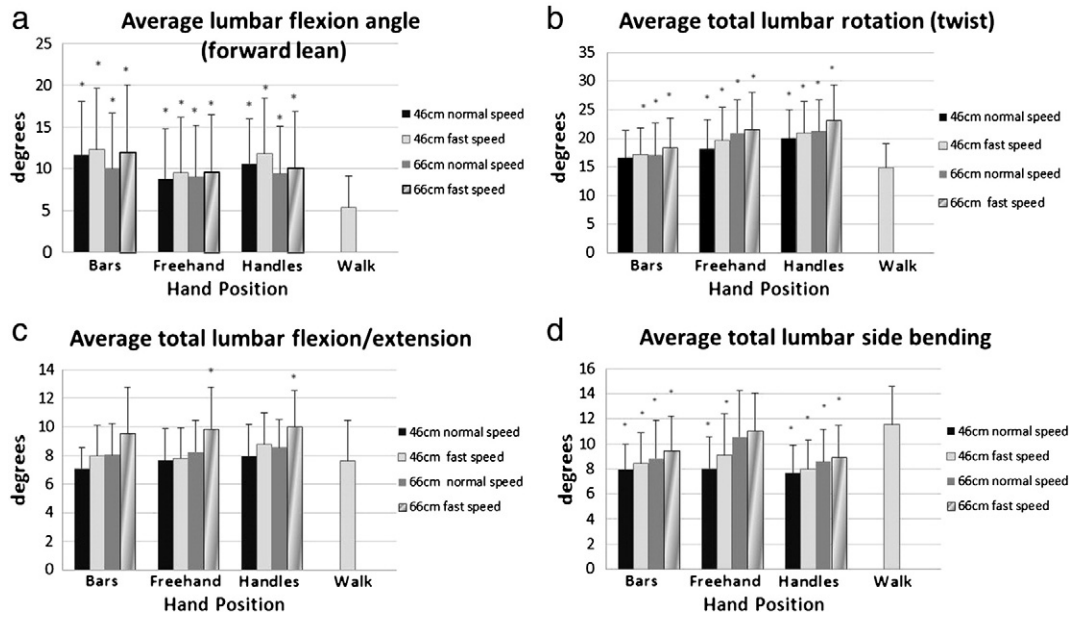 a
Average lumbar flexion angle
(forward lean)
25
20
15
10
5
0
degrees
* * * *
* * * *
* * * *
Bars Freehand Handles Walk
Hand Position
46cm normal speed
46cm fast speed
66cm normal speed
66cm fast speed
b
Average total lumbar rotation (twist)
35
30
25
20
15
10
5
0
degrees
* * *
* * * *
* * * *
Bars Freehand Handles Walk
Hand Position
46cm normal speed
46cm fast speed
66cm normal speed
66cm fast speed
c
Average total lumbar flexion/extension
14
12
10
8
6
4
2
0
degrees
*
*
Bars Freehand Handles Walk
Hand Position
46cm normal speed
46cm fast speed
66cm normal speed
66cm fast speed
d
Average total lumbar side bending
16
14
12
10
8
6
4
2
0
degrees
* * * *
* *
* * * *
Bars Freehand Handles Walk
Hand Position
46cm normal speed
46cm fast speed
66cm normal speed
66cm fast speed